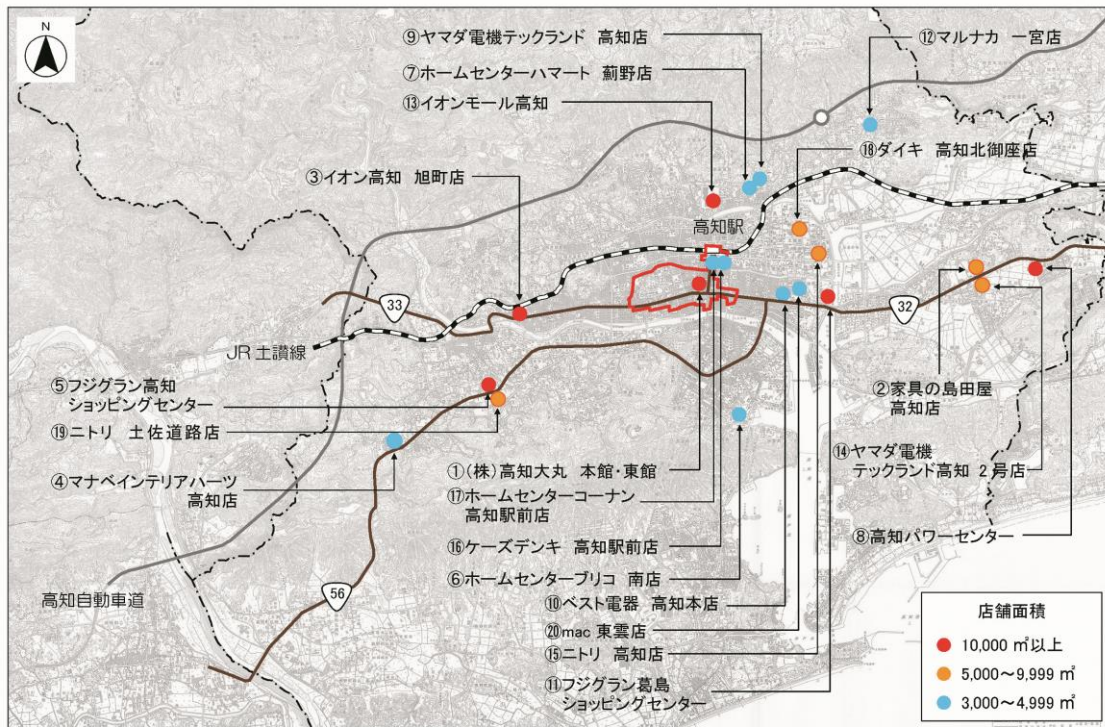 N
⑨ヤマダ電機テックランド 高知店
⑦ホームセンターハマート 薊野店
⑬イオンモール高知
⑫マルナカ 一宮店
⑱ダイキ 高知北御座店
③イオン高知 旭町店
高知駅
33
32
JR土讃線
⑤フジグラン高知
ショッピングセンター
⑲ニトリ 土佐道路店
④マナベインテリアハーツ
高知店
②家具の島田屋
高知店
①(株)高知大丸 本館・東館
⑭ヤマダ電機
テックランド高知 2号店
⑰ホームセンターコーナン
高知駅前店
⑯ケーズデンキ 高知駅前店
⑧高知パワーセンター
⑥ホームセンターブリコ 南店
高知自動車道
56
⑩ベスト電器 高知本店
⑳mac 東雲店
⑮ニトリ 高知店
⑪フジグラン葛島
ショッピングセンター
店舗面積
10,000 ㎡以上
5,000～9,999 ㎡
3,000～4,999 ㎡